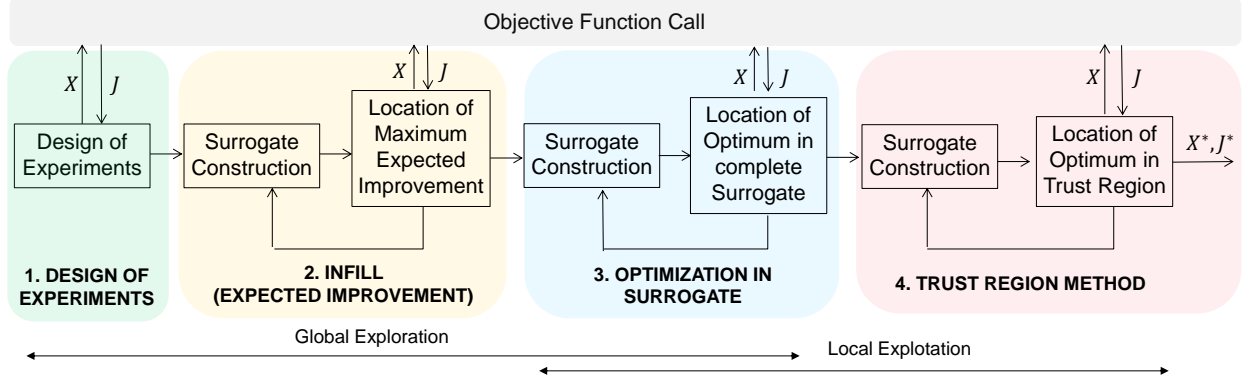 Objective Function Call
X
J
Design of
Experiments
1. DESIGN OF
EXPERIMENTS
Surrogate
Construction
X
J
Location of
Maximum
Expected
Improvement
2. INFILL
(EXPECTED IMPROVEMENT)
Surrogate
Construction
X
J
Location of
Optimum in
complete
Surrogate
3. OPTIMIZATION IN
SURROGATE
Surrogate
Construction
X
J
Location of
Optimum in
Trust Region
X*, J*
4. TRUST REGION METHOD
Global Exploration
Local Explotation